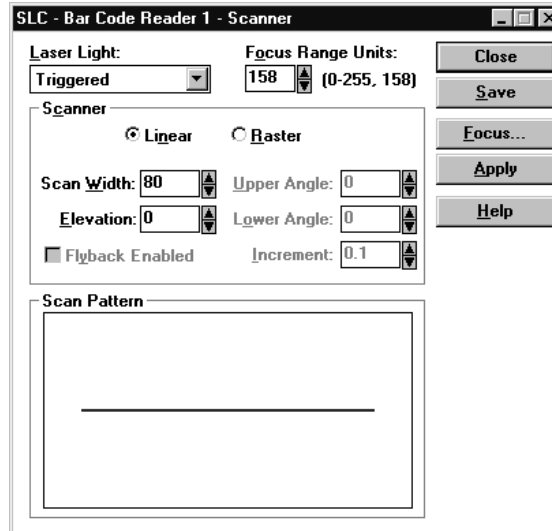 SLC - Bar Code Reader 1 - Scanner
Laser Light:
Triggered
Focus Range Units:
158 (0-255, 158)
Close
Save
Focus...
Apply
Help
Scanner
Linear Raster
Scan Width: 80 Upper Angle: 0
Elevation: 0 Lower Angle: 0
Flyback Enabled Increment: 0.1
Scan Pattern